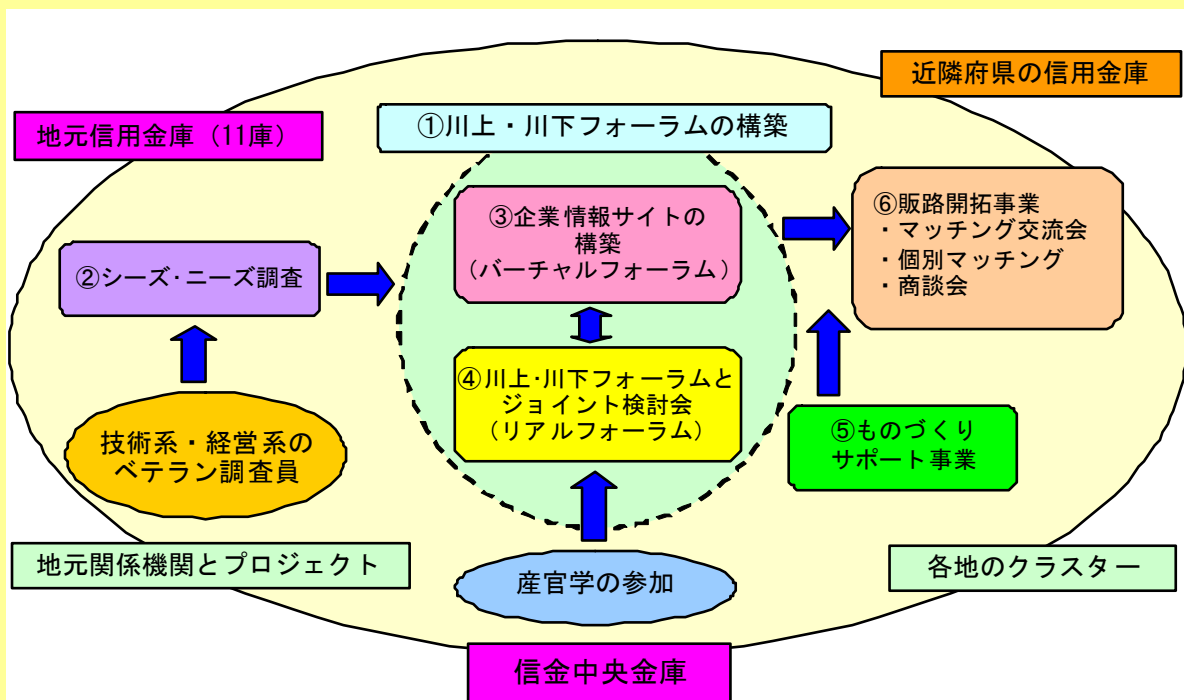 近隣府県の信用金庫
地元信用金庫（11庫）
①川上・川下フォーラムの構築
③企業情報サイトの
構築
（バーチャルフォーラム）
⑥販路開拓事業
・マッチング交流会
・個別マッチング
・商談会
②シーズ・ニーズ調査
④川上・川下フォーラムと
ジョイント検討会
（リアルフォーラム）
⑤ものづくり
サポート事業
技術系・経営系の
ベテラン調査員
地元関係機関とプロジェクト
産官学の参加
各地のクラスター
信金中央金庫